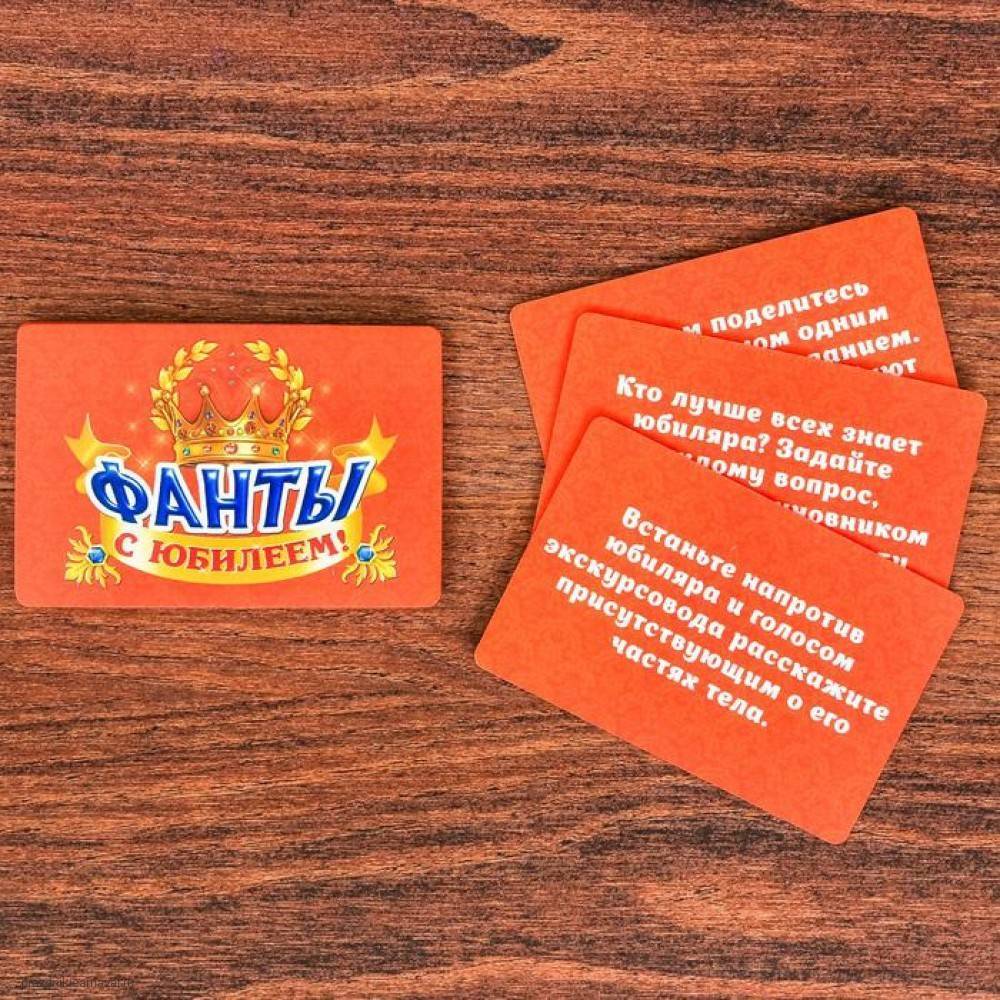 ФАНТЫ
С ЮБИЛЕЕМ!
поделитесь
одним
Кто лучше всех знает
юбиляра? Задайте
вопрос,
Встаньте напротив
юбиляра и голосом
экскурсовода расскажите
присутствующим о его
частях тела.